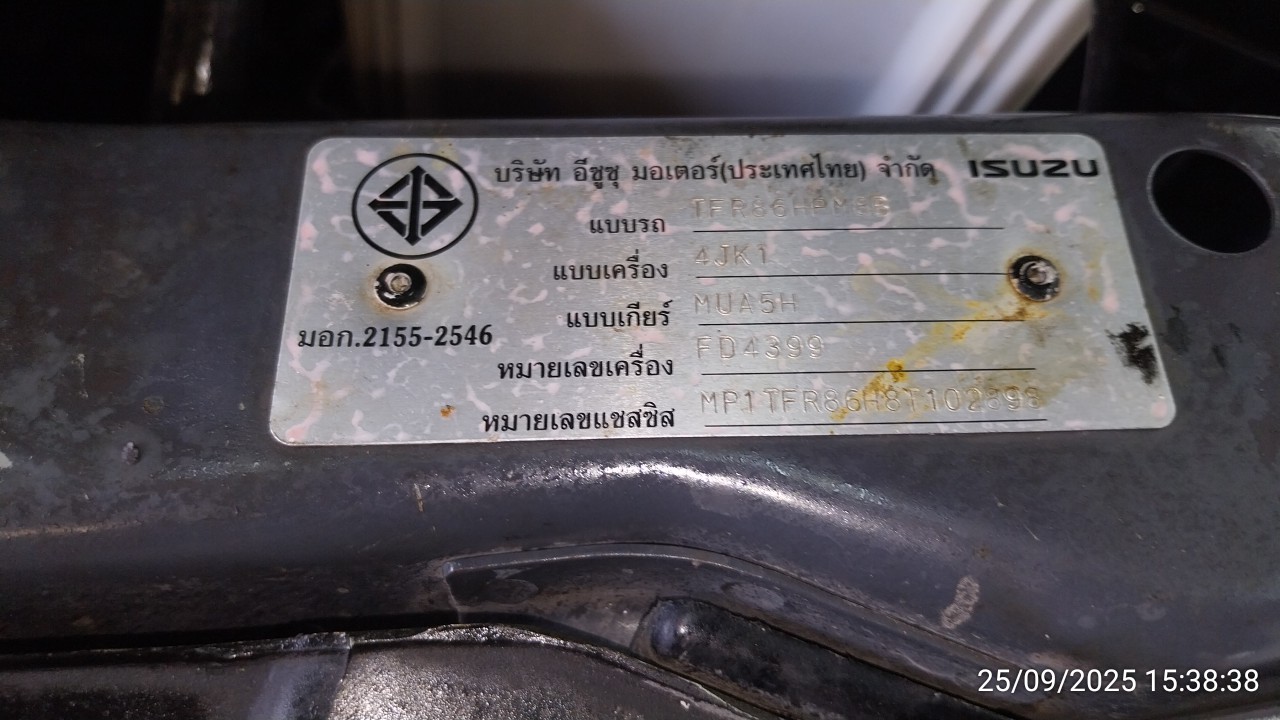 บริษัท อีซูซุ มอเตอร์(ประเทศไทย) จำกัด ISUZU
แบบรถ
แบบเครื่อง 4JK1
แบบเกียร์ MUA5H
มอก.2155-2546
หมายเลขเครื่อง FD4399
หมายเลขแชสซิส
25/09/2025 15:38:38